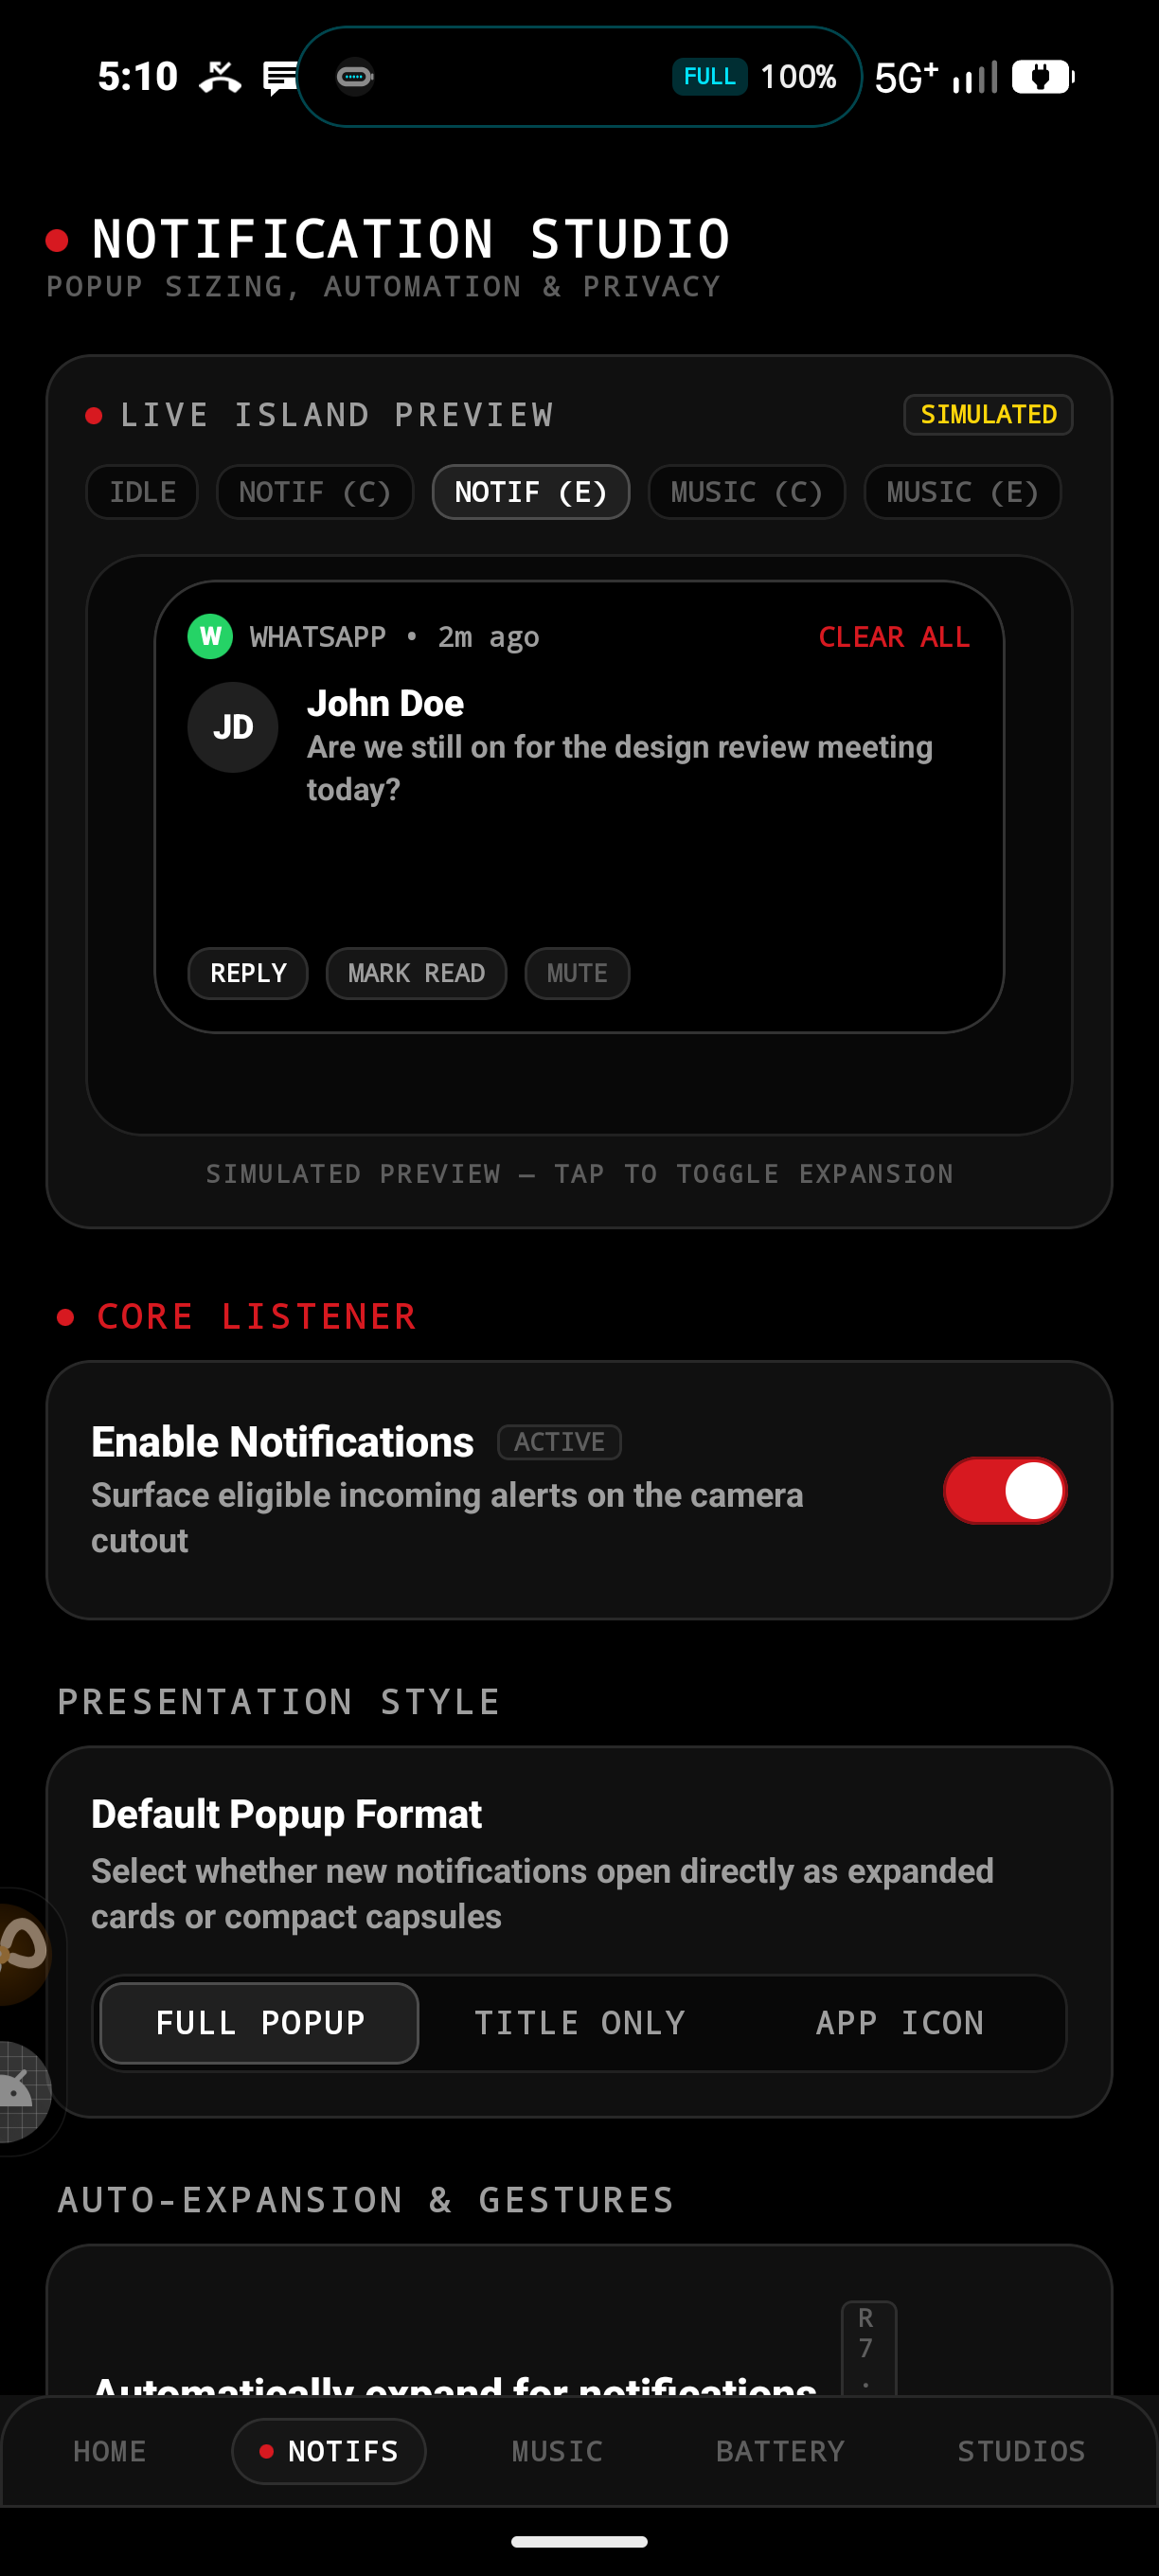 5:10
FULL 100% 5G+
NOTIFICATION STUDIO
POPUP SIZING, AUTOMATION & PRIVACY
LIVE ISLAND PREVIEW SIMULATED
IDLE NOTIF (C) NOTIF (E) MUSIC (C) MUSIC (E)
W WHATSAPP • 2m ago CLEAR ALL
JD
John Doe
Are we still on for the design review meeting
today?
REPLY MARK READ MUTE
SIMULATED PREVIEW — TAP TO TOGGLE EXPANSION
CORE LISTENER
Enable Notifications ACTIVE
Surface eligible incoming alerts on the camera
cutout
PRESENTATION STYLE
Default Popup Format
Select whether new notifications open directly as expanded
cards or compact capsules
FULL POPUP TITLE ONLY APP ICON
AUTO-EXPANSION & GESTURES
R
7
.
Automatically expand for notifications
HOME NOTIFS MUSIC BATTERY STUDIOS